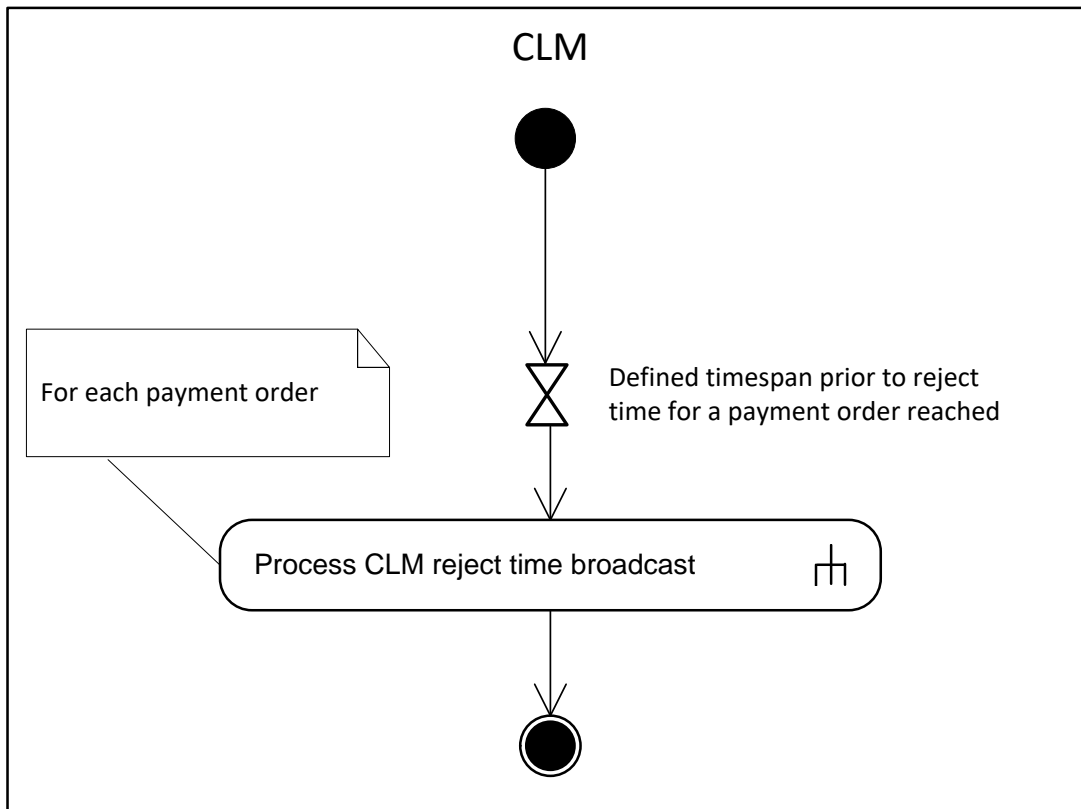 CLM
Defined timespan prior to reject
time for a payment order reached
For each payment order
Process CLM reject time broadcast